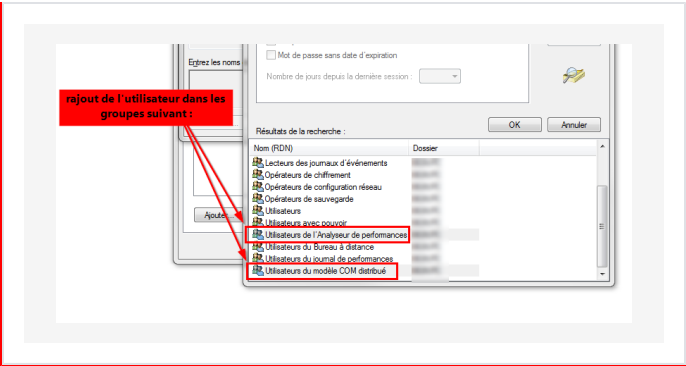 Mot de passe sans date d'expiration
Entrez les noms
Nombre de jours depuis la dernière session :
rajout de l'utilisateur dans les
groupes suivant :
OK
Annuler
Résultats de la recherche :
Nom (RDN)
Dossier
Lecteurs des journaux d'événements
Opérateurs de chiffrement
Opérateurs de configuration réseau
Opérateurs de sauvegarde
Utilisateurs
Utilisateurs avec pouvoir
Ajouter...
Utilisateurs de l'Analyseur de performances
Utilisateurs du Bureau à distance
Utilisateurs du journal de performances
Utilisateurs du modèle COM distribué